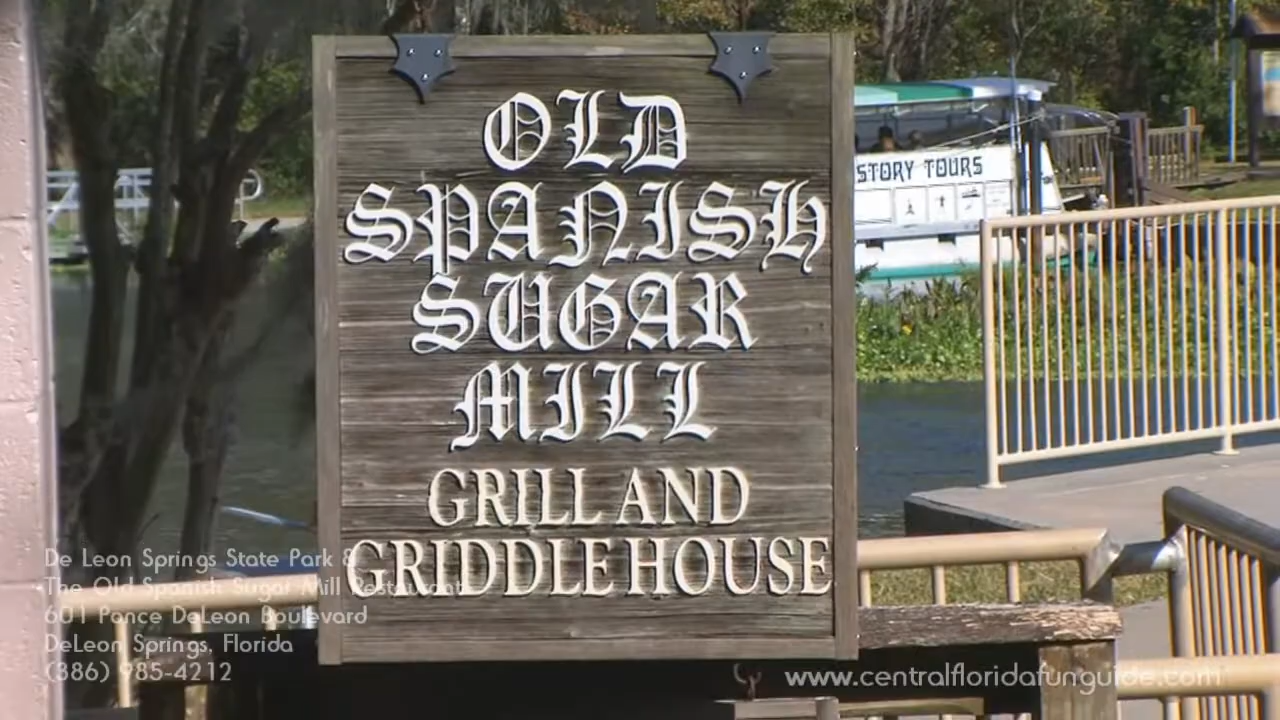 OLD
SPANISH
SUGAR
MILL
GRILL AND
GRIDDLE HOUSE
STORY TOURS
De Leon Springs State Park &
The Old Spanish Sugar Mill Restaurant
601 Ponce DeLeon Boulevard
DeLeon Springs, Florida
(386) 985-4212
www.centralfloridafunguide.com